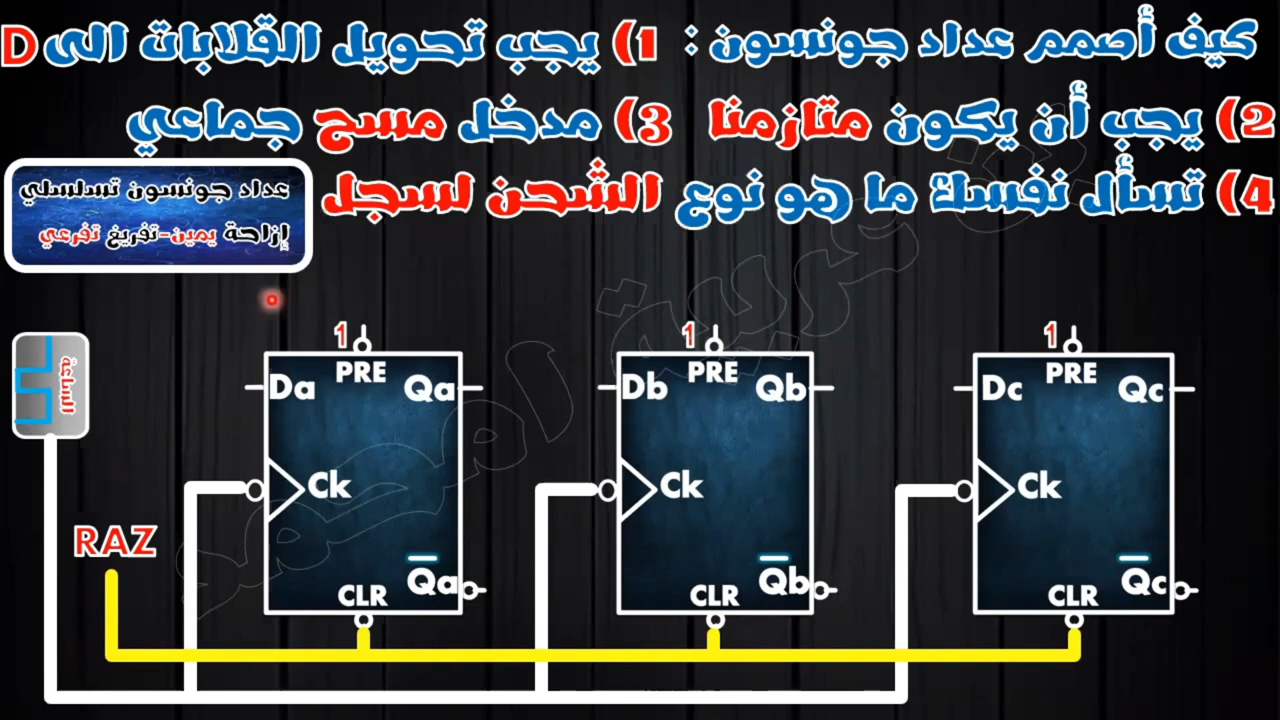 كيف أصمم عداد جونسون : 1) يجب تحويل القلابات الى D
2) يجب أن يكون متازمنا 3) مدخل مسح جماعي
4) تسأل نفسك ما هو نوع الشحن لسجل
عداد جونسون تسلسلي
إزاحة يمين-تفريغ تفرعي
الساعة
1 1 1
PRE PRE PRE
Da Qa Db Qb Dc Qc
Ck Ck Ck
RAZ
Qa Qb Qc
CLR CLR CLR